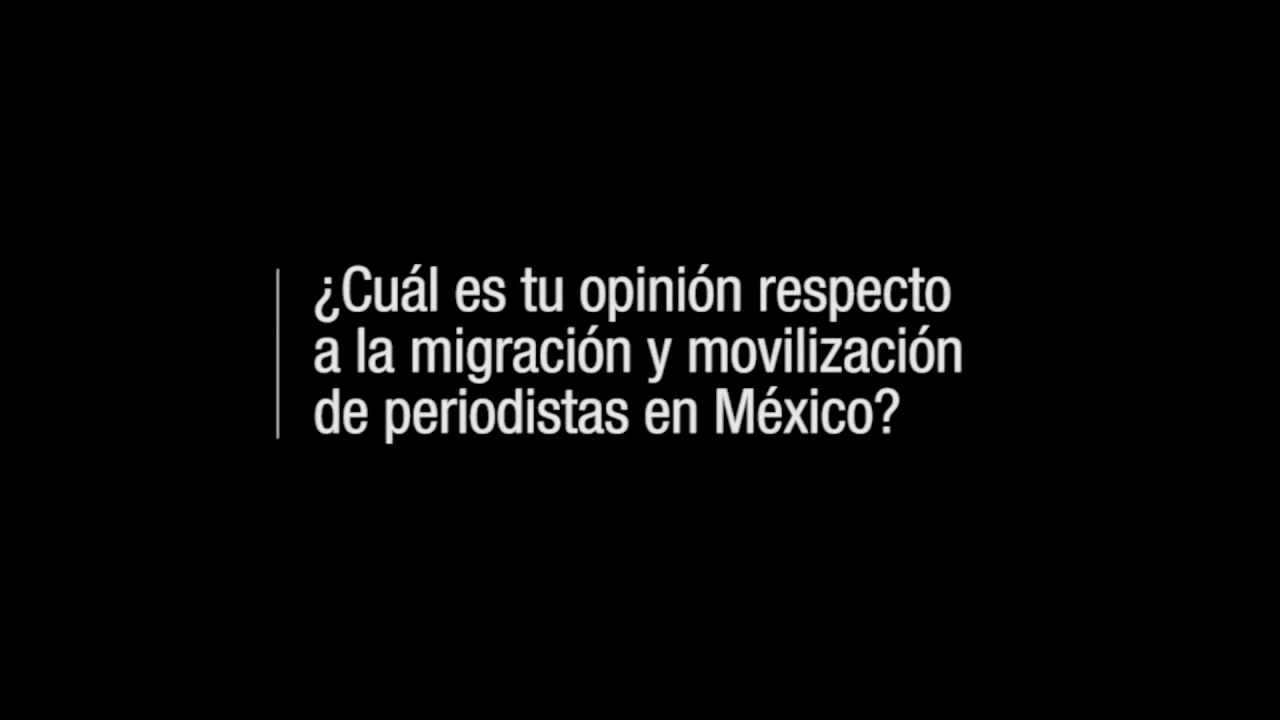 ¿Cuál es tu opinión respecto
a la migración y movilización
de periodistas en México?